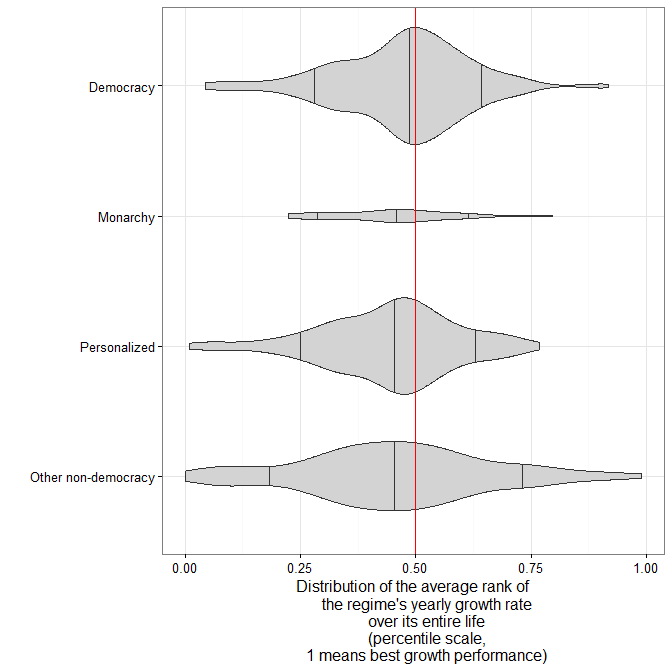 Democracy
Monarchy
Personalized
Other non-democracy
0.00 0.25 0.50 0.75 1.00
Distribution of the average rank of
the regime's yearly growth rate
over its entire life
(percentile scale,
1 means best growth performance)